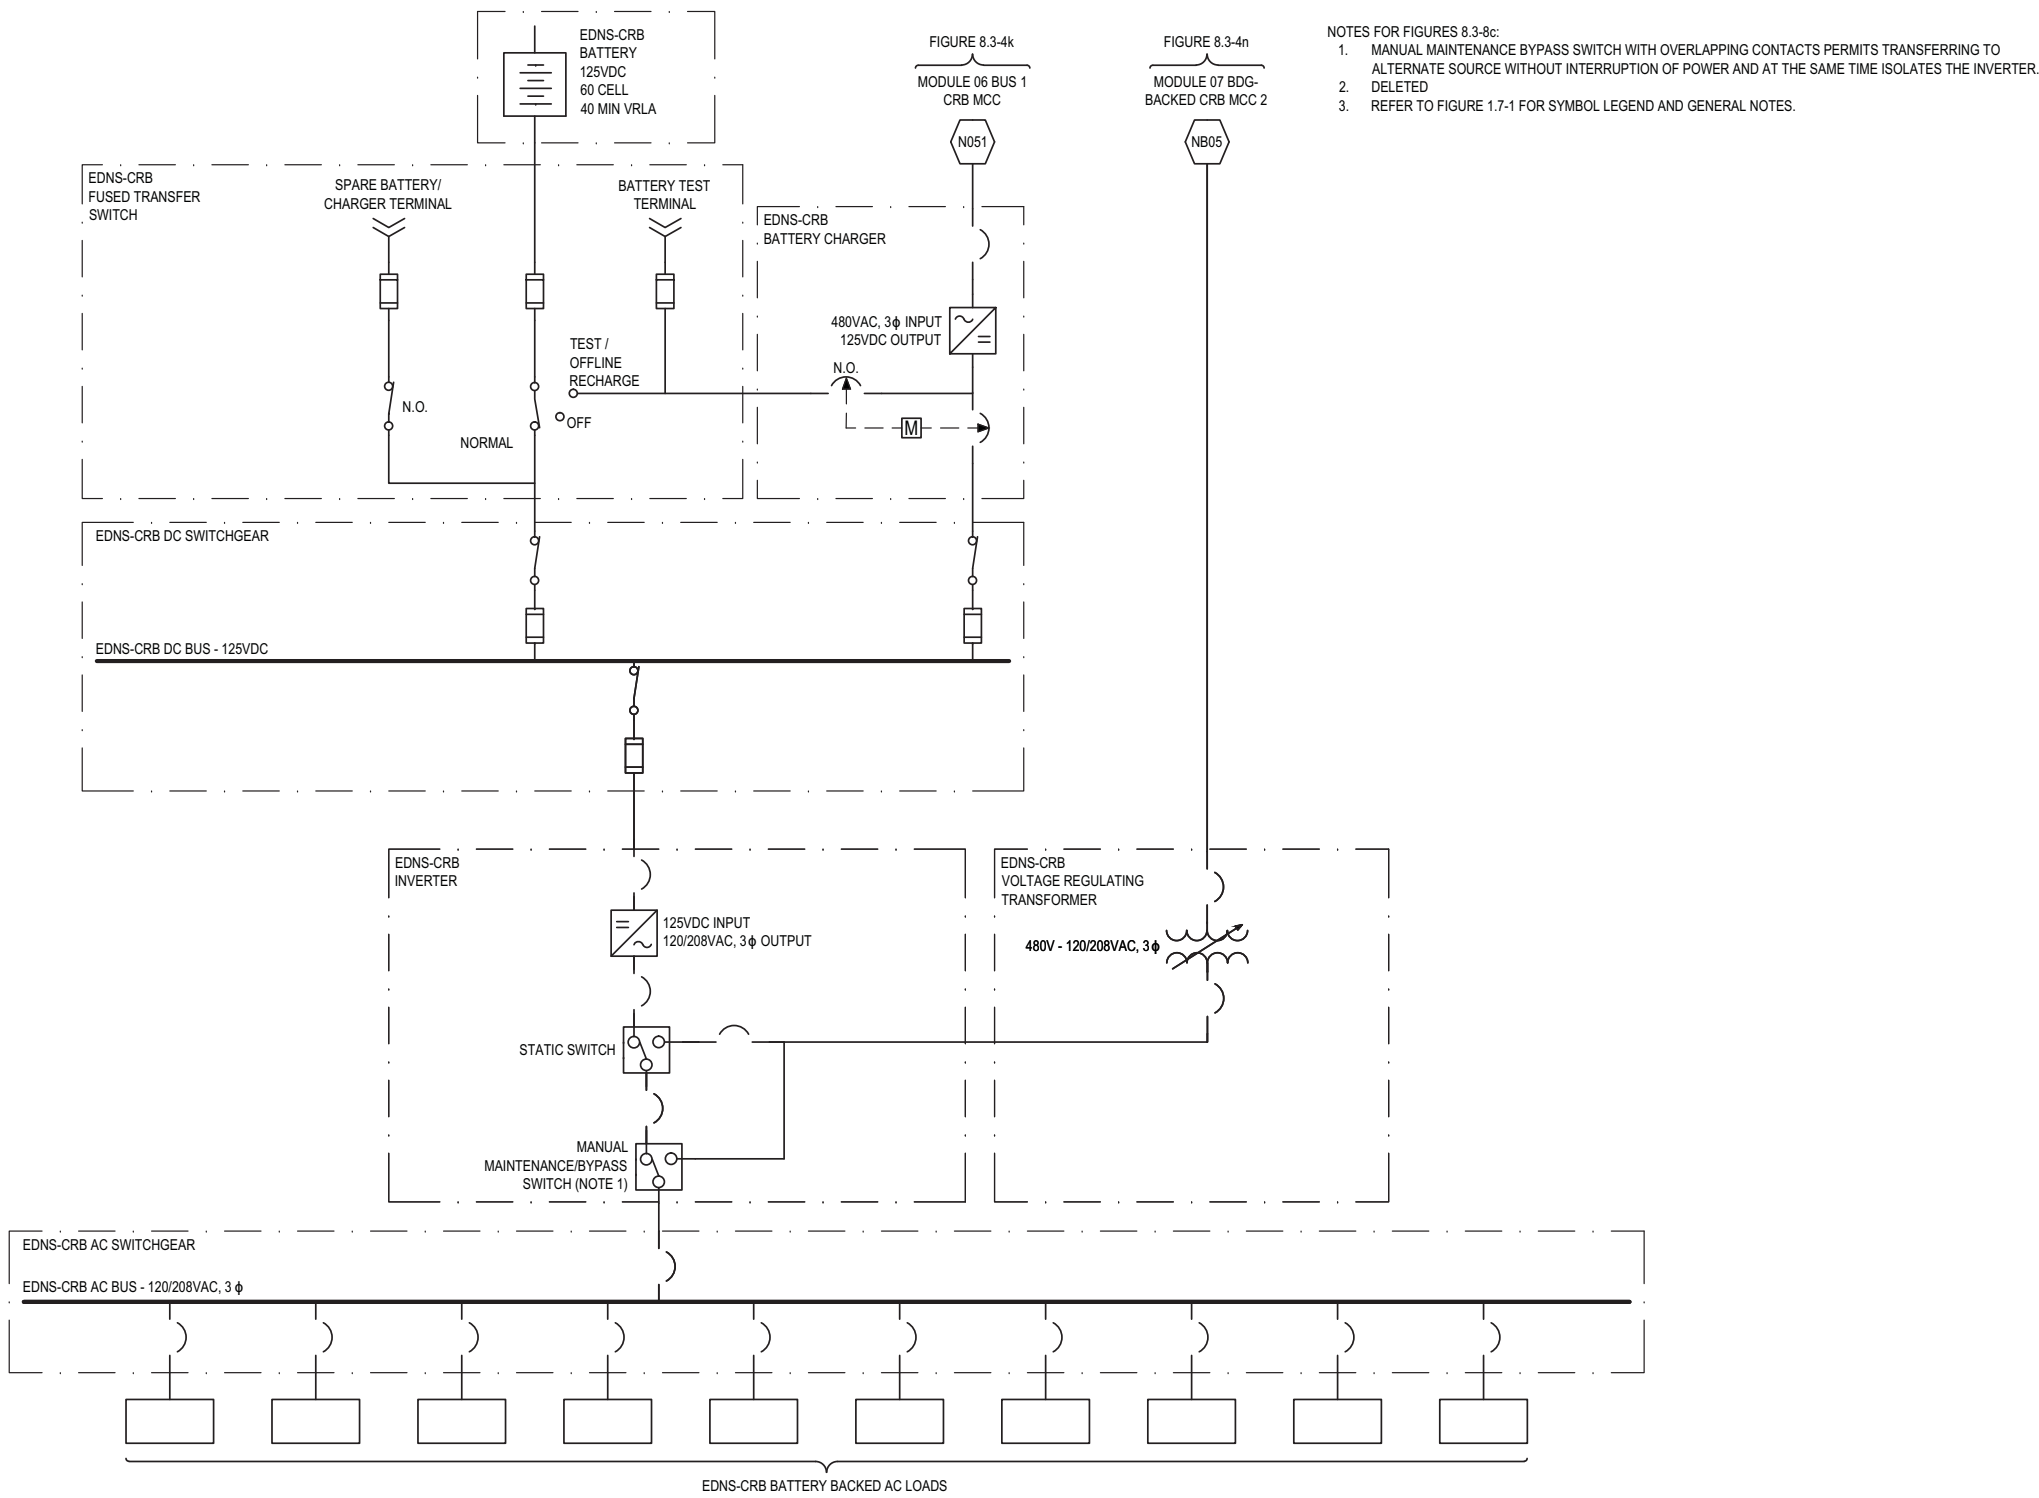 EDNS-CRB
BATTERY
125VDC
60 CELL
40 MIN VRLA
FIGURE 8.3-4k
MODULE 06 BUS 1
CRB MCC
N051
FIGURE 8.3-4n
MODULE 07 BDG-
BACKED CRB MCC 2
NB05
NOTES FOR FIGURES 8.3-8c:
1. MANUAL MAINTENANCE BYPASS SWITCH WITH OVERLAPPING CONTACTS PERMITS TRANSFERRING TO
ALTERNATE SOURCE WITHOUT INTERRUPTION OF POWER AND AT THE SAME TIME ISOLATES THE INVERTER.
2. DELETED
3. REFER TO FIGURE 1.7-1 FOR SYMBOL LEGEND AND GENERAL NOTES.
EDNS-CRB
FUSED TRANSFER
SWITCH
SPARE BATTERY/
CHARGER TERMINAL
BATTERY TEST
TERMINAL
EDNS-CRB
BATTERY CHARGER
480VAC, 3ϕ INPUT
125VDC OUTPUT
TEST /
OFFLINE
RECHARGE
N.O.
N.O.
OFF
M
NORMAL
EDNS-CRB DC SWITCHGEAR
EDNS-CRB DC BUS - 125VDC
EDNS-CRB
INVERTER
125VDC INPUT
120/208VAC, 3ϕ OUTPUT
EDNS-CRB
VOLTAGE REGULATING
TRANSFORMER
480V - 120/208VAC, 3ϕ
STATIC SWITCH
MANUAL
MAINTENANCE/BYPASS
SWITCH (NOTE 1)
EDNS-CRB AC SWITCHGEAR
EDNS-CRB AC BUS - 120/208VAC, 3 ϕ
EDNS-CRB BATTERY BACKED AC LOADS